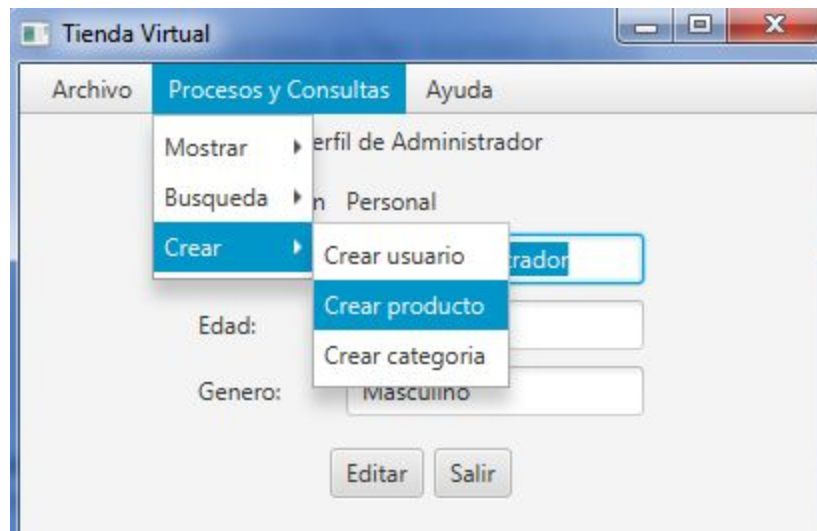 Tienda Virtual
Archivo Procesos y Consultas Ayuda
Mostrar erfil de Administrador
Busqueda n Personal
Crear Crear usuario trador
Crear producto
Edad:
Crear categoria
Genero: Masculino
Editar Salir